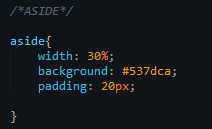 /*ASIDE*/
aside{
width: 30%;
background: #537dca;
padding: 20px;
}